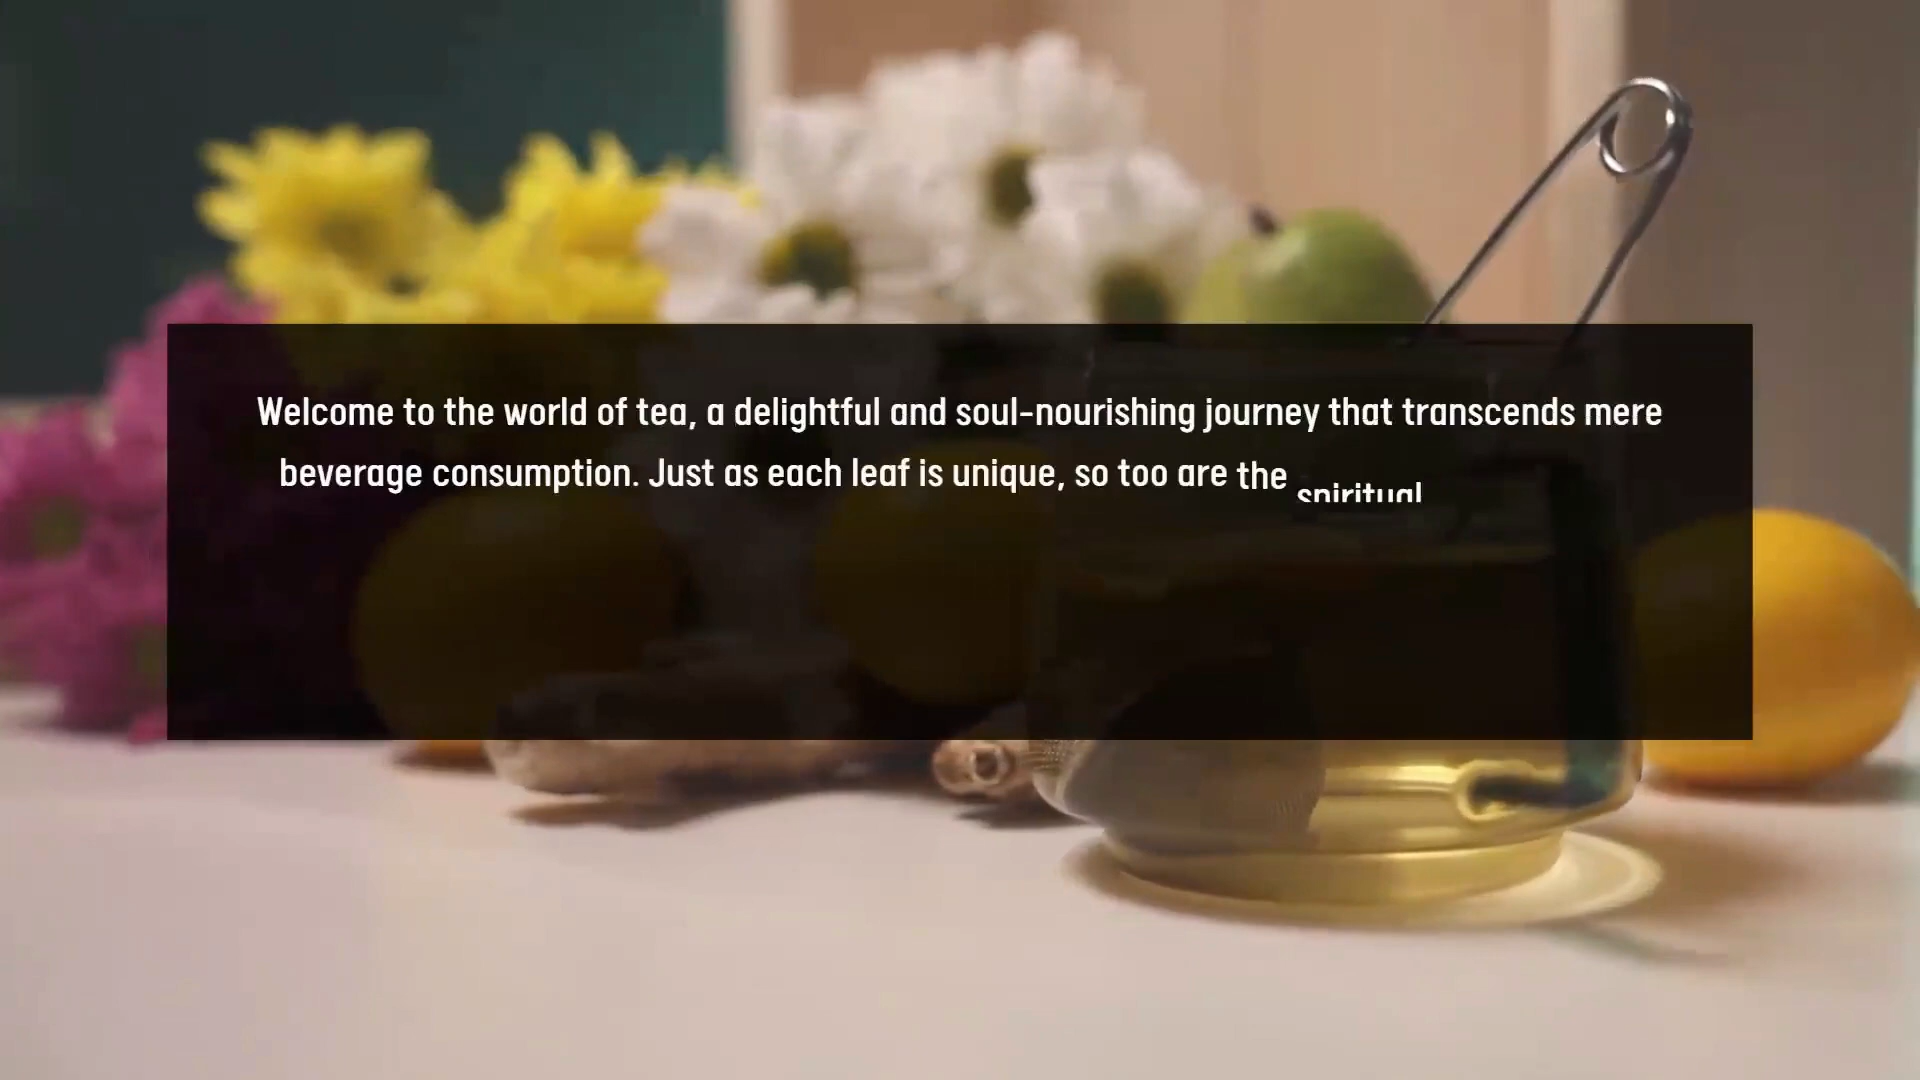 Welcome to the world of tea, a delightful and soul-nourishing journey that transcends mere
beverage consumption. Just as each leaf is unique, so too are the spiritual